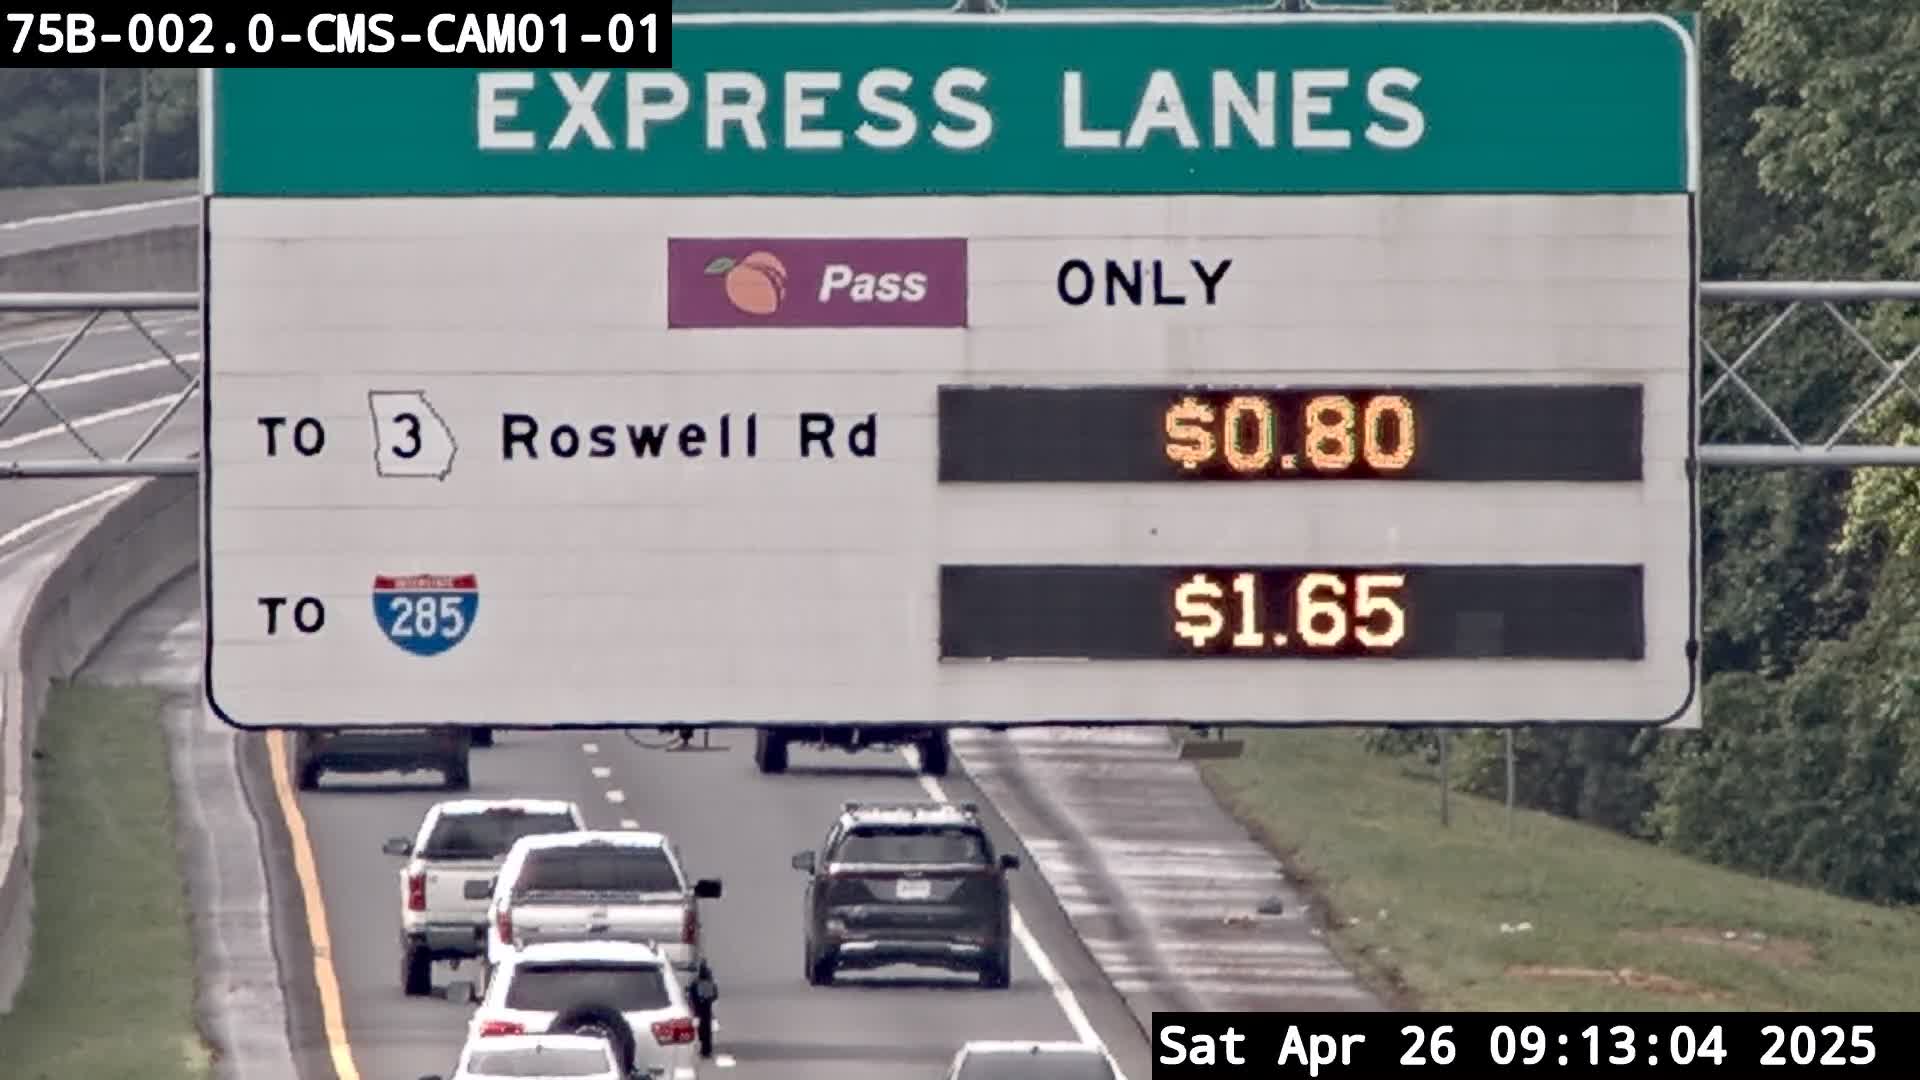 75B-002.0-CMS-CAM01-01
EXPRESS LANES
Pass ONLY
TO 3 Roswell Rd $0.80
TO INTERSTATE 285 $1.65
Sat Apr 26 09:13:04 2025